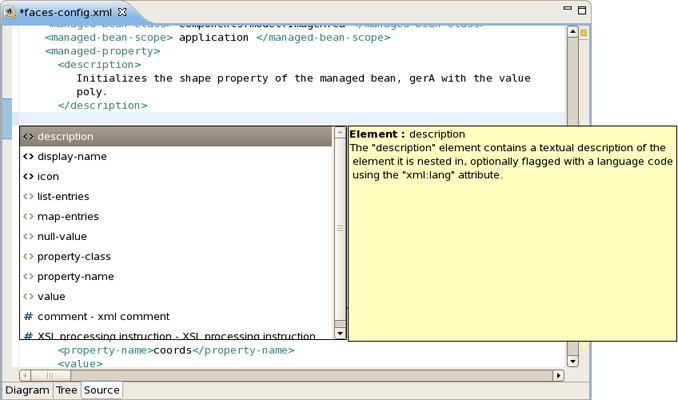 *faces-config.xml
<managed-bean-class> components.model.ImageArea </managed-bean-class>
<managed-bean-scope> application </managed-bean-scope>
<managed-property>
<description>
Initializes the shape property of the managed bean, gerA with the value
poly.
</description>
description
display-name
icon
list-entries
map-entries
null-value
property-class
property-name
value
# comment - xml comment
# XSL processing instruction - XSL processing instruction
Element : description
The "description" element contains a textual description of the
element it is nested in, optionally flagged with a language code
using the "xml:lang" attribute.
<property-name>coords</property-name>
<value>
Diagram Tree Source